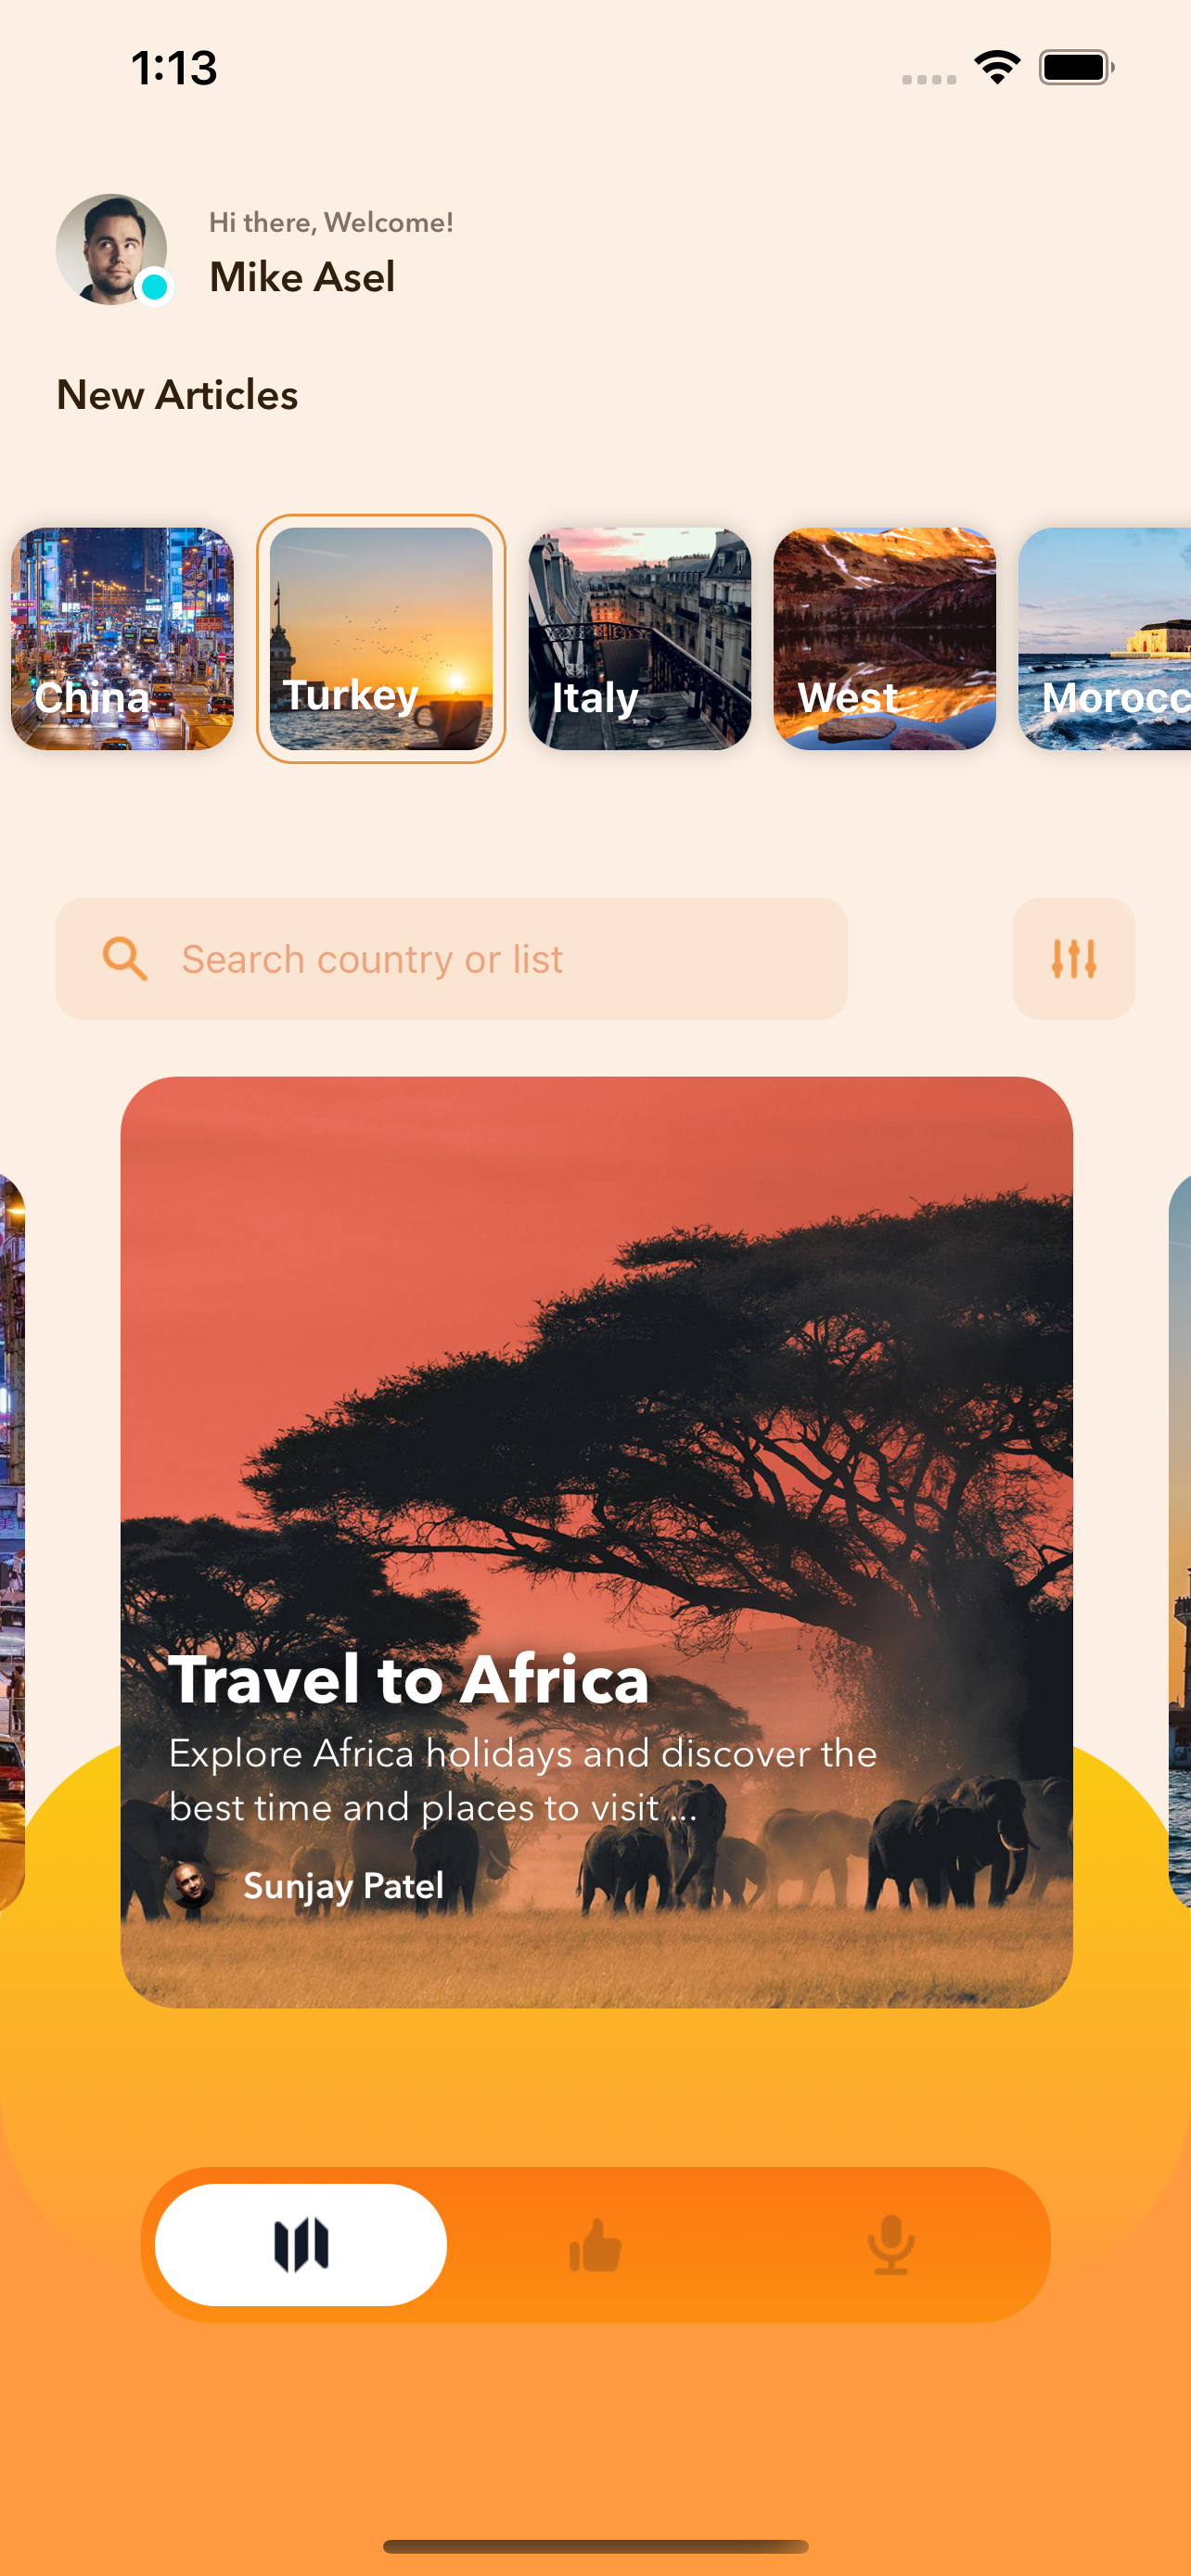 1:13
Hi there, Welcome!
Mike Asel
New Articles
China
Turkey
Italy
West
Morocc
Search country or list
Travel to Africa
Explore Africa holidays and discover the
best time and places to visit ...
Sunjay Patel